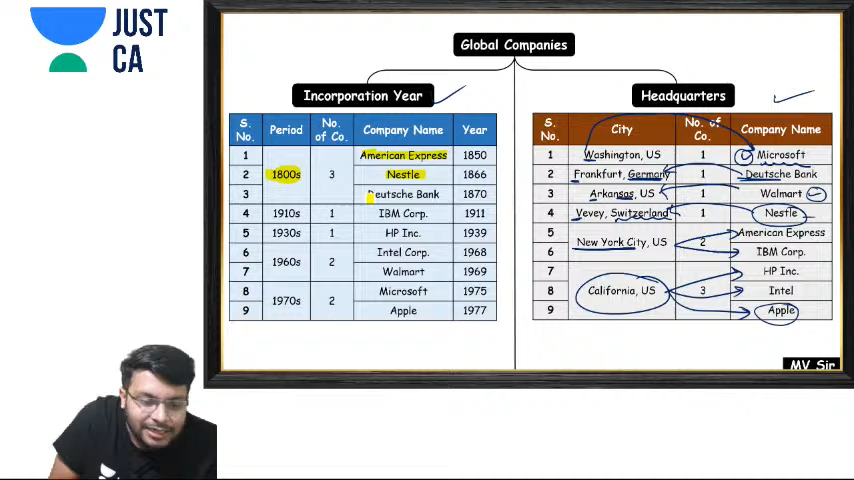 JUST
CA
Global Companies
Incorporation Year
Headquarters
S. No. Period No. of Co. Company Name Year
1 1800s 3 American Express 1850
2 Nestle 1866
3 Deutsche Bank 1870
4 1910s 1 IBM Corp. 1911
5 1930s 1 HP Inc. 1939
6 1960s 2 Intel Corp. 1968
7 Walmart 1969
8 1970s 2 Microsoft 1975
9 Apple 1977
S. No. City No. of Co. Company Name
1 Washington, US 1 Microsoft
2 Frankfurt, Germany 1 Deutsche Bank
3 Arkansas, US 1 Walmart
4 Vevey, Switzerland 1 Nestle
5 New York City, US 2 American Express
6 IBM Corp.
7 California, US 3 HP Inc.
8 Intel
9 Apple
MV Sir